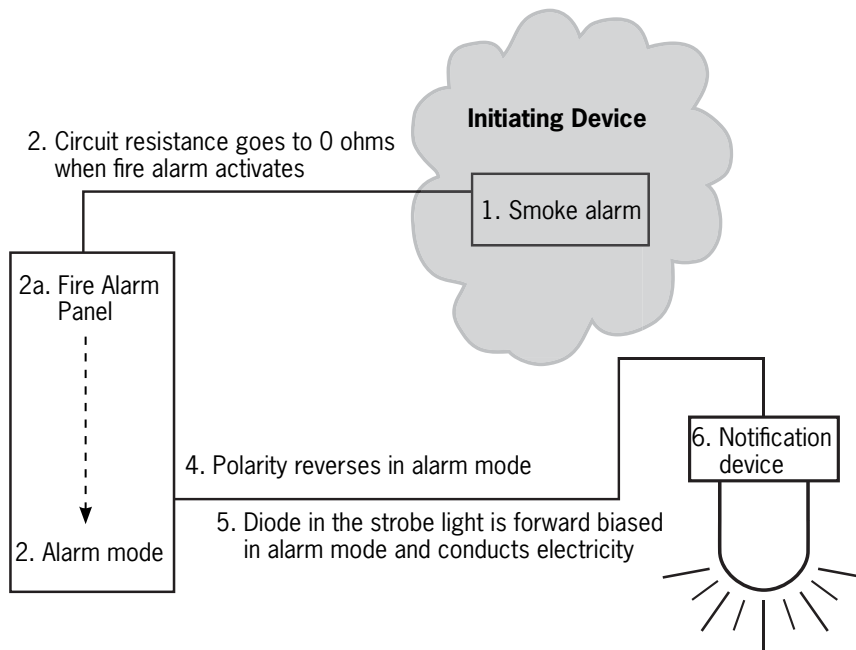 Initiating Device
2. Circuit resistance goes to 0 ohms
when fire alarm activates
1. Smoke alarm
2a. Fire Alarm
Panel
2. Alarm mode
4. Polarity reverses in alarm mode
5. Diode in the strobe light is forward biased
in alarm mode and conducts electricity
6. Notification
device